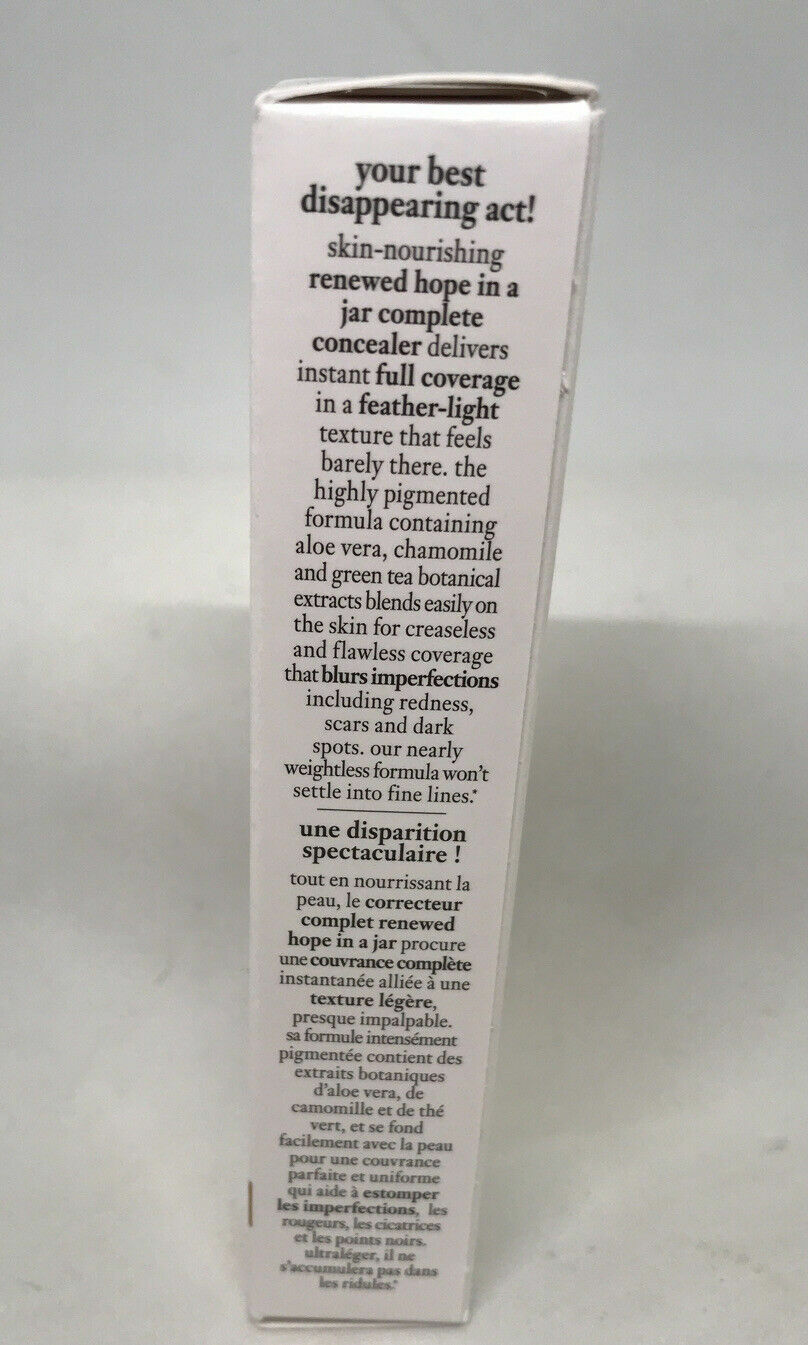 your best
disappearing act!
skin-nourishing
renewed hope in a
jar complete
concealer delivers
instant full coverage
in a feather-light
texture that feels
barely there. the
highly pigmented
formula containing
aloe vera, chamomile
and green tea botanical
extracts blends easily on
the skin for creaseless
and flawless coverage
that blurs imperfections
including redness,
scars and dark
spots. our nearly
weightless formula won't
settle into fine lines.*
une disparition
spectaculaire !
tout en nourrissant la
peau, le correcteur
complet renewed
hope in a jar procure
une couvrance complète
instantanée alliée à une
texture légère,
presque impalpable.
sa formule intensément
pigmentée contient des
extraits botaniques
d'aloe vera, de
camomille et de thé
vert, et se fond
facilement avec la peau
pour une couvrance
parfaite et uniforme
qui aide à estomper
les imperfections, les
rougeurs, les cicatrices
et les points noirs.
ultraléger, il ne
s'accumulera pas dans
les ridules.*